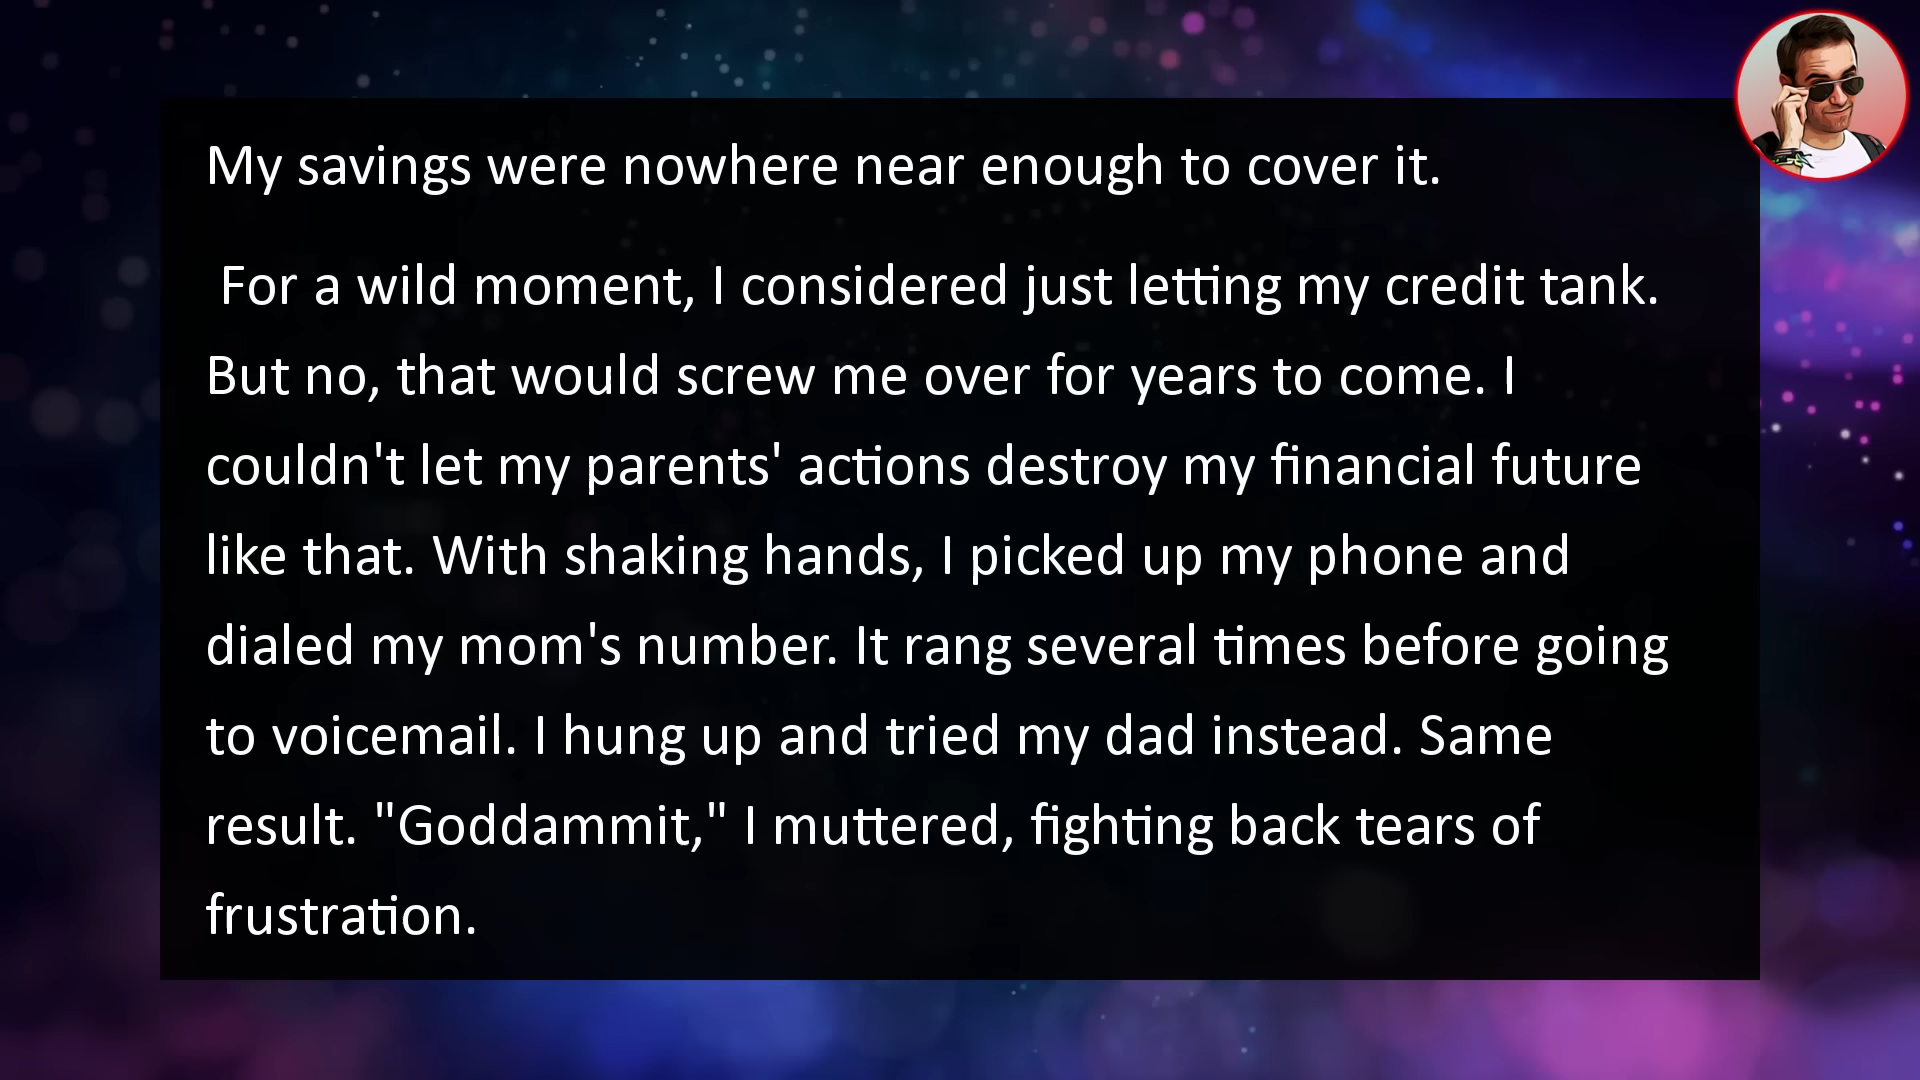 My savings were nowhere near enough to cover it.
For a wild moment, I considered just letting my credit tank.
But no, that would screw me over for years to come. I
couldn't let my parents' actions destroy my financial future
like that. With shaking hands, I picked up my phone and
dialed my mom's number. It rang several times before going
to voicemail. I hung up and tried my dad instead. Same
result. "Goddammit," I muttered, fighting back tears of
frustration.